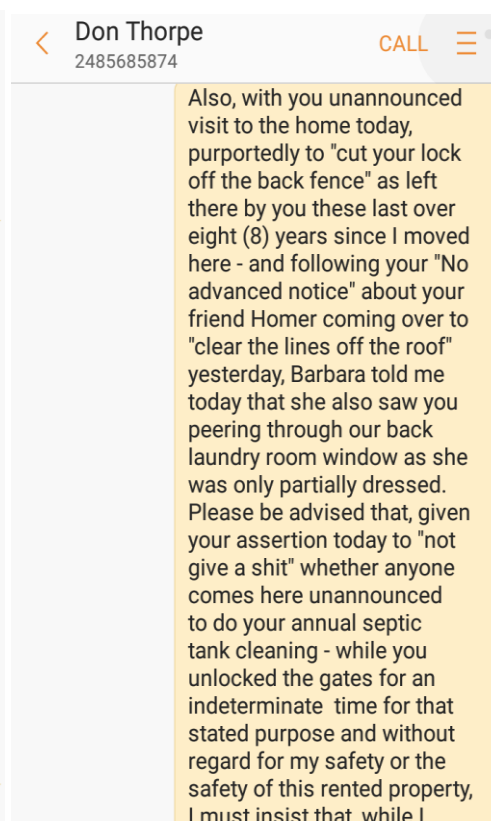 Don Thorpe
2485685874
CALL
Also, with you unannounced
visit to the home today,
purportedly to "cut your lock
off the back fence" as left
there by you these last over
eight (8) years since I moved
here - and following your "No
advanced notice" about your
friend Homer coming over to
"clear the lines off the roof"
yesterday, Barbara told me
today that she also saw you
peering through our back
laundry room window as she
was only partially dressed.
Please be advised that, given
your assertion today to "not
give a shit" whether anyone
comes here unannounced
to do your annual septic
tank cleaning - while you
unlocked the gates for an
indeterminate time for that
stated purpose and without
regard for my safety or the
safety of this rented property,
I must insist that, while I